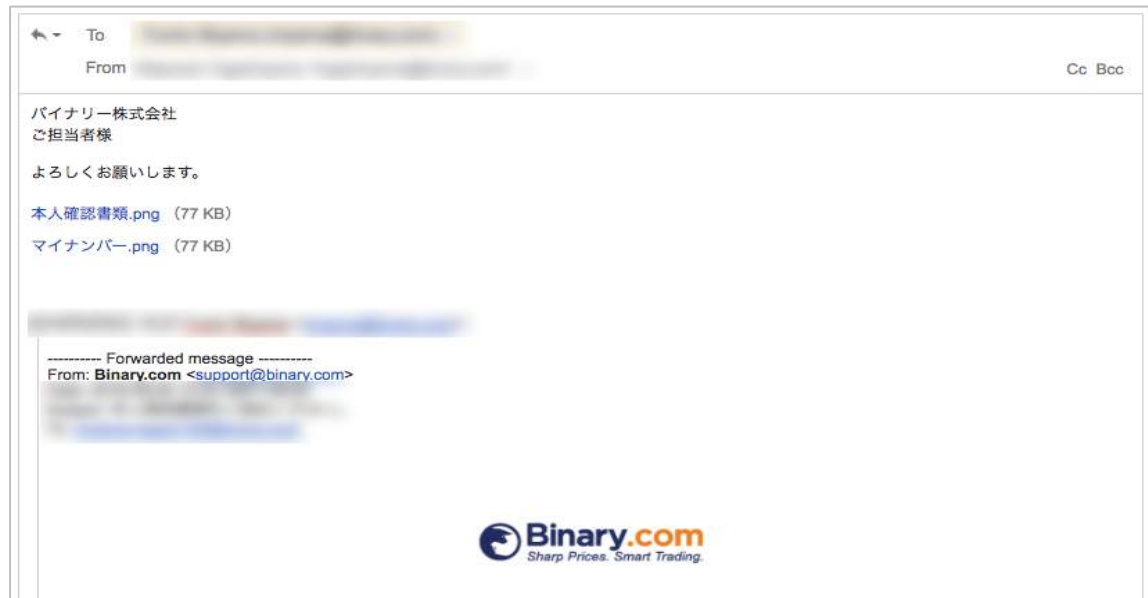 To
From
Cc Bcc
バイナリー株式会社
ご担当者様
よろしくお願いします。
本人確認書類.png (77 KB)
マイナンバー.png (77 KB)
---------- Forwarded message ----------
From: Binary.com <support@binary.com>
Binary.com
Sharp Prices. Smart Trading.